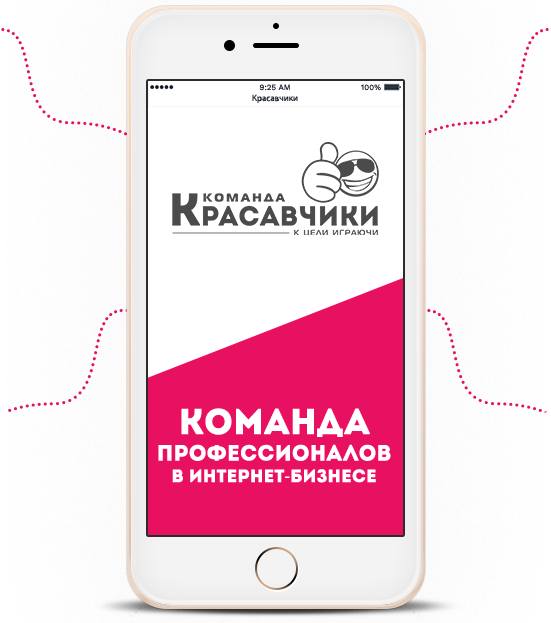 9:25 AM
100%
Красавчики
КОМАНДА
КРАСАВЧИКИ
К ЦЕЛИ ИГРАЮЧИ
КОМАНДА
ПРОФЕССИОНАЛОВ
В ИНТЕРНЕТ-БИЗНЕСЕ